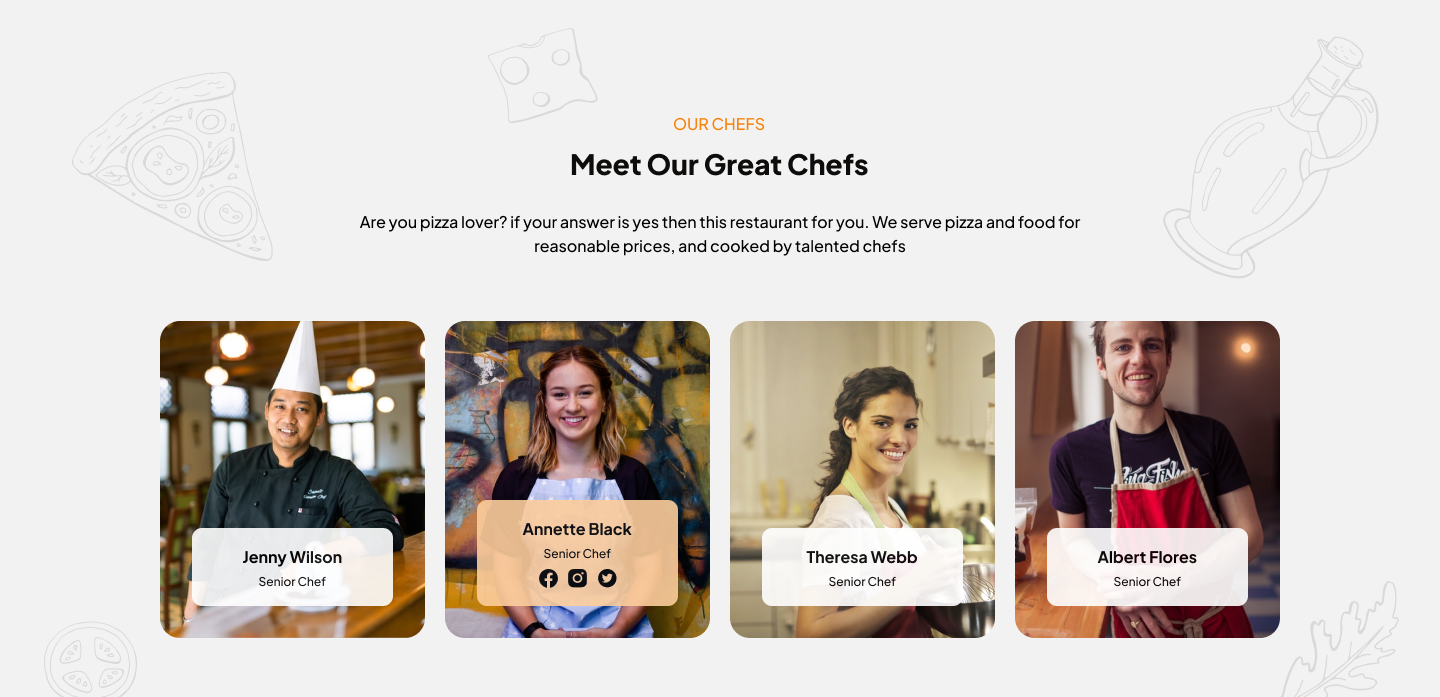 OUR CHEFS
Meet Our Great Chefs
Are you pizza lover? if your answer is yes then this restaurant for you. We serve pizza and food for
reasonable prices, and cooked by talented chefs
Jenny Wilson
Senior Chef
Annette Black
Senior Chef
Theresa Webb
Senior Chef
Albert Flores
Senior Chef